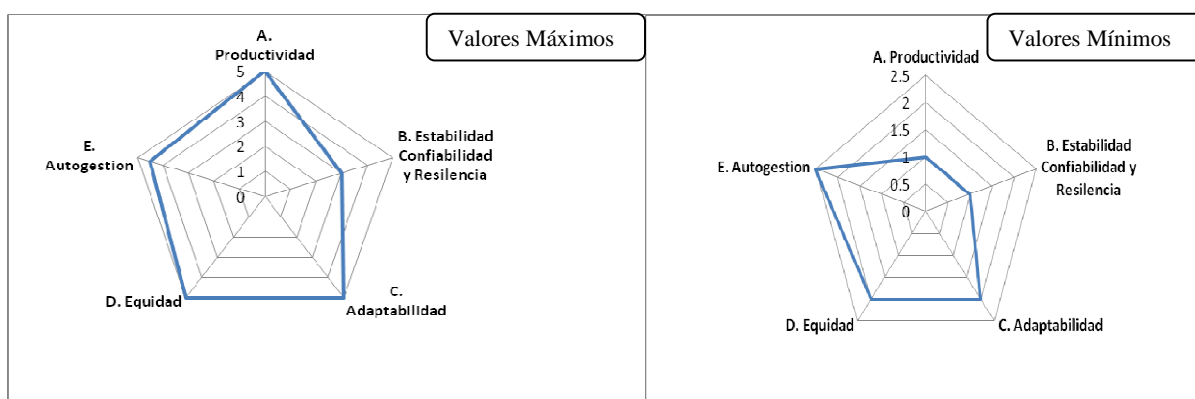 Valores Máximos
A.
Productividad
5
4
3
2
1
0
B. Estabilidad
Confiabilidad
y Resilencia
C.
Adaptabilidad
D. Equidad
E.
Autogestion
Valores Mínimos
A. Productividad
2.5
2
1.5
1
0.5
0
B. Estabilidad
Confiabilidad y
Resilencia
C. Adaptabilidad
D. Equidad
E. Autogestion